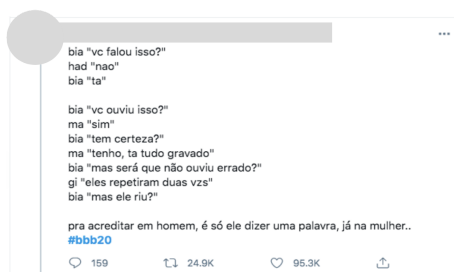 bia "vc falou isso?"
had "nao"
bia "ta"
bia "vc ouviu isso?"
ma "sim"
bia "tem certeza?"
ma "tenho, ta tudo gravado"
bia "mas será que não ouviu errado?"
gi "eles repetiram duas vzs"
bia "mas ele riu?"
pra acreditar em homem, é só ele dizer uma palavra, já na mulher..
#bbb20
159 24.9K 95.3K